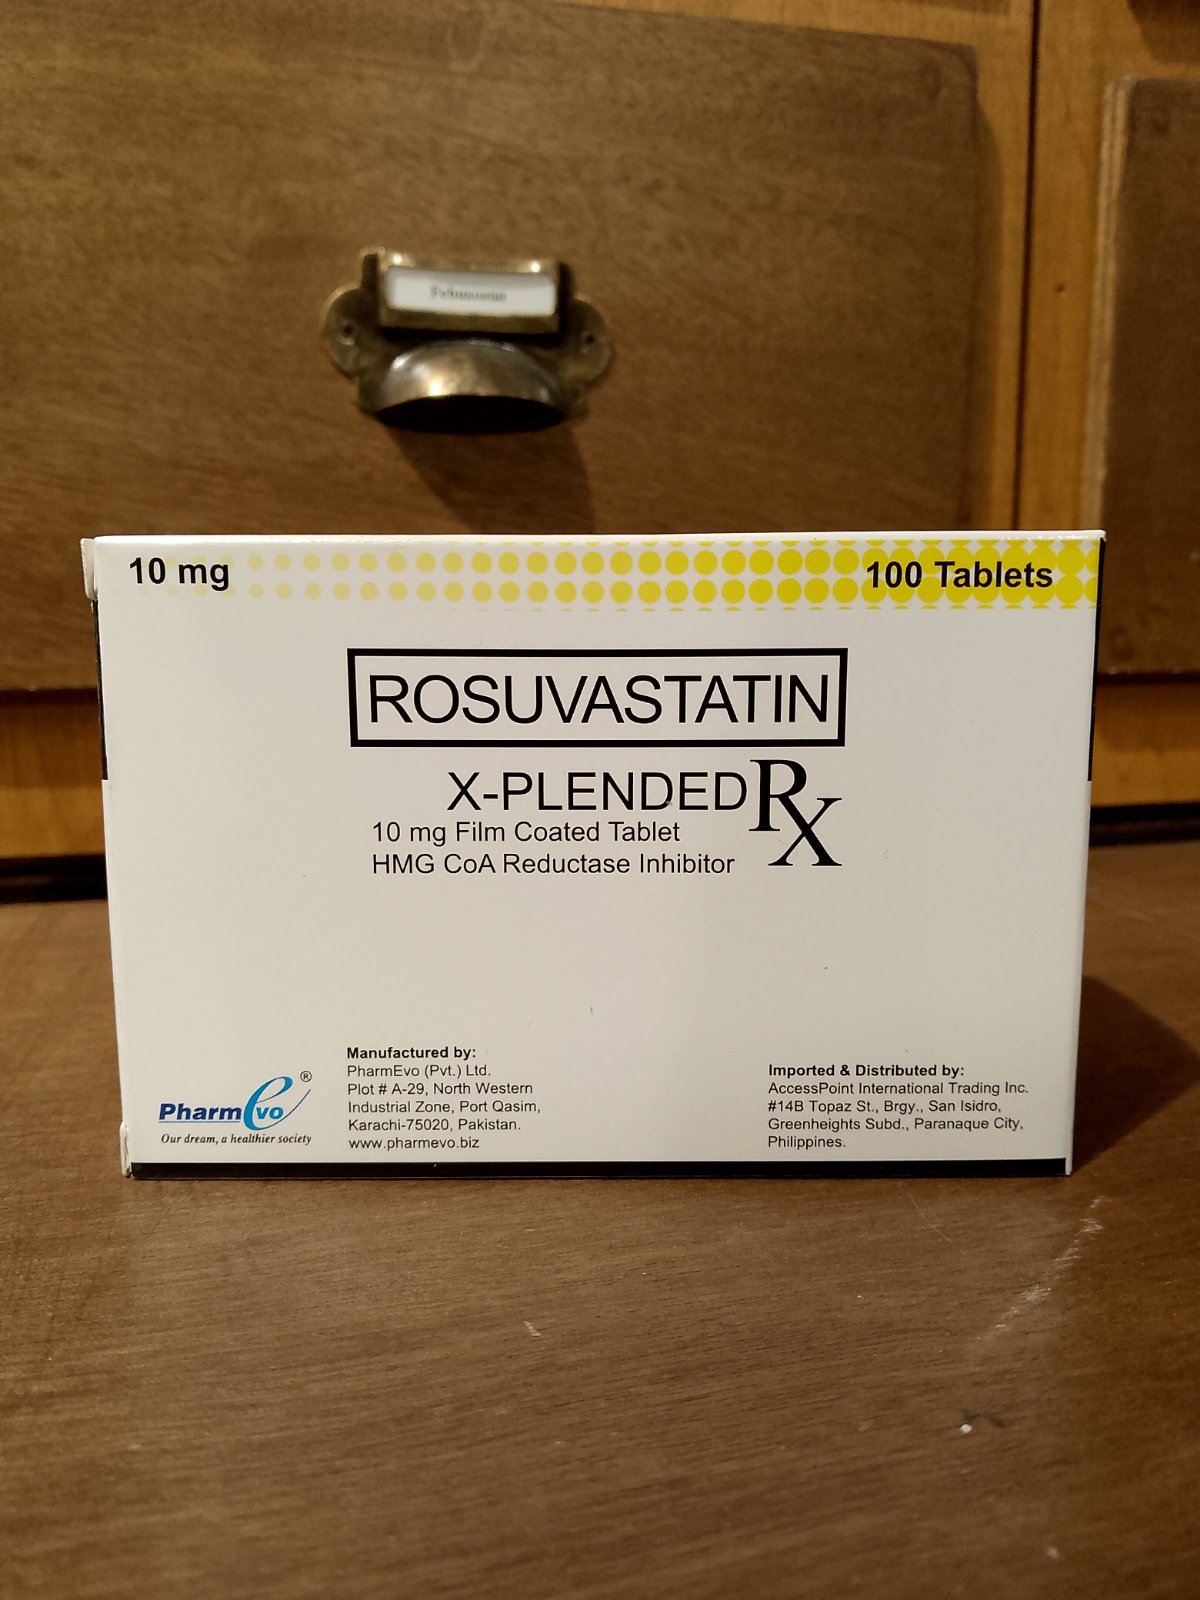 Febuxostat
10 mg
100 Tablets
ROSUVASTATIN
X-PLENDED Rx
10 mg Film Coated Tablet
HMG CoA Reductase Inhibitor
PharmEvo ®
Our dream, a healthier society
Manufactured by:
PharmEvo (Pvt.) Ltd.
Plot # A-29, North Western
Industrial Zone, Port Qasim,
Karachi-75020, Pakistan.
www.pharmevo.biz
Imported & Distributed by:
AccessPoint International Trading Inc.
#14B Topaz St., Brgy., San Isidro,
Greenheights Subd., Paranaque City,
Philippines.